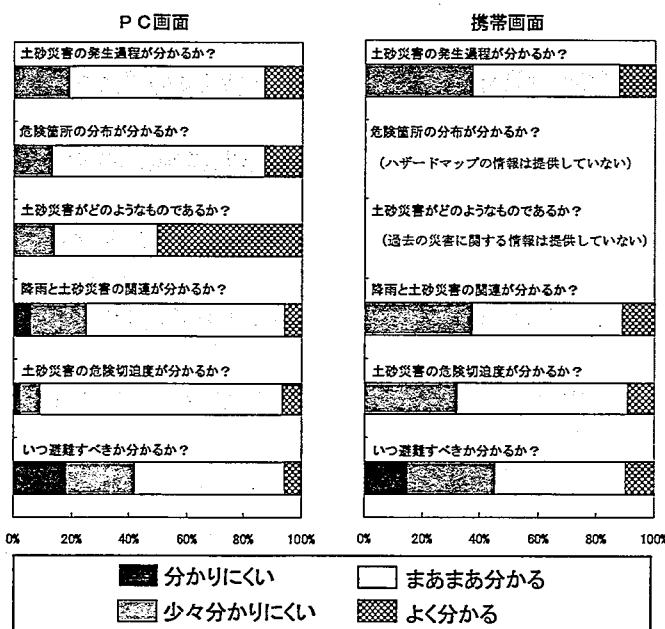 ＰＣ画面
土砂災害の発生過程が分かるか？
危険箇所の分布が分かるか？
土砂災害がどのようなものであるか？
降雨と土砂災害の関連が分かるか？
土砂災害の危険切迫度が分かるか？
いつ避難すべきか分かるか？
0% 20% 40% 60% 80% 100%
携帯画面
土砂災害の発生過程が分かるか？
危険箇所の分布が分かるか？
（ハザードマップの情報は提供していない）
土砂災害がどのようなものであるか？
（過去の災害に関する情報は提供していない）
降雨と土砂災害の関連が分かるか？
土砂災害の危険切迫度が分かるか？
いつ避難すべきか分かるか？
0% 20% 40% 60% 80% 100%
分かりにくい
まあまあ分かる
少々分かりにくい
よく分かる